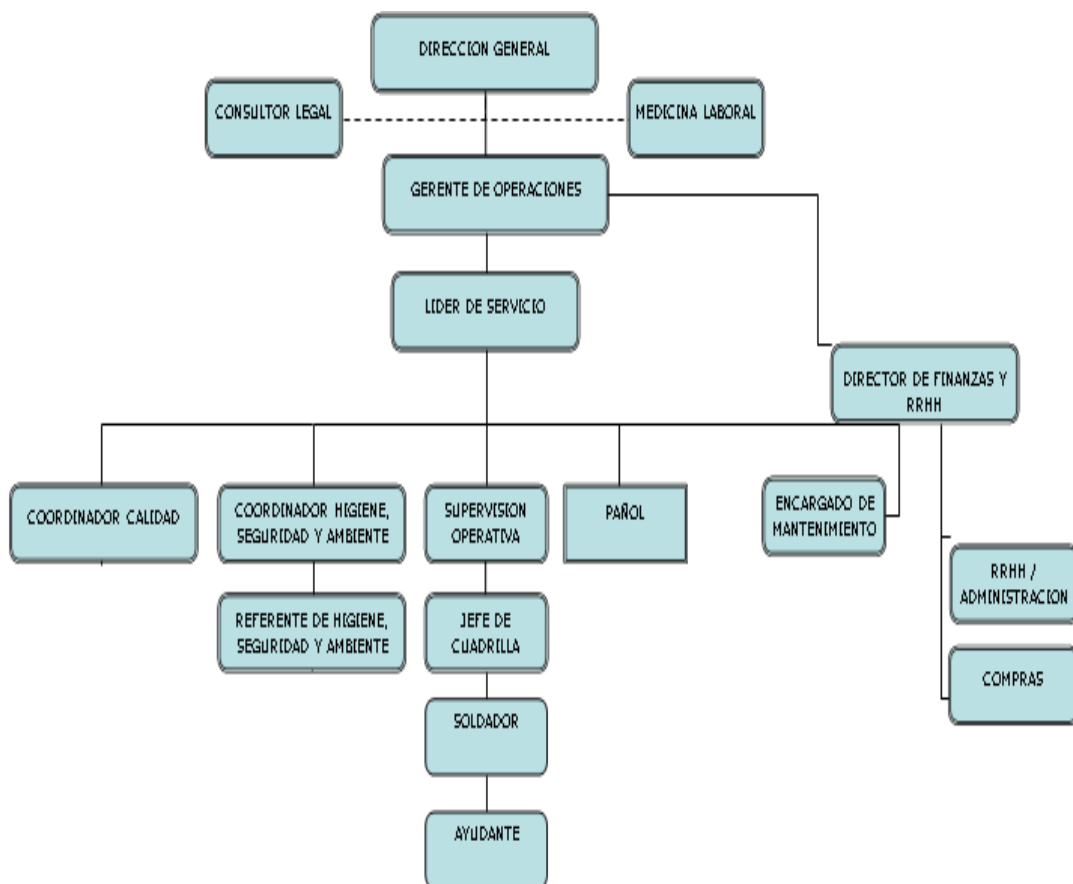 DIRECCION GENERAL
CONSULTOR LEGAL
MEDICINA LABORAL
GERENTE DE OPERACIONES
LIDER DE SERVICIO
DIRECTOR DE FINANZAS Y
RRHH
COORDINADOR CALIDAD
COORDINADOR HIGIENE,
SEGURIDAD Y AMBIENTE
SUPERVISION
OPERATIVA
PAÑOL
ENCARGADO DE
MANTENIMIENTO
RRHH /
ADMINISTRACION
REFERENTE DE HIGIENE,
SEGURIDAD Y AMBIENTE
JEFE DE
CUADRILLA
COMPRAS
SOLDADOR
AYUDANTE